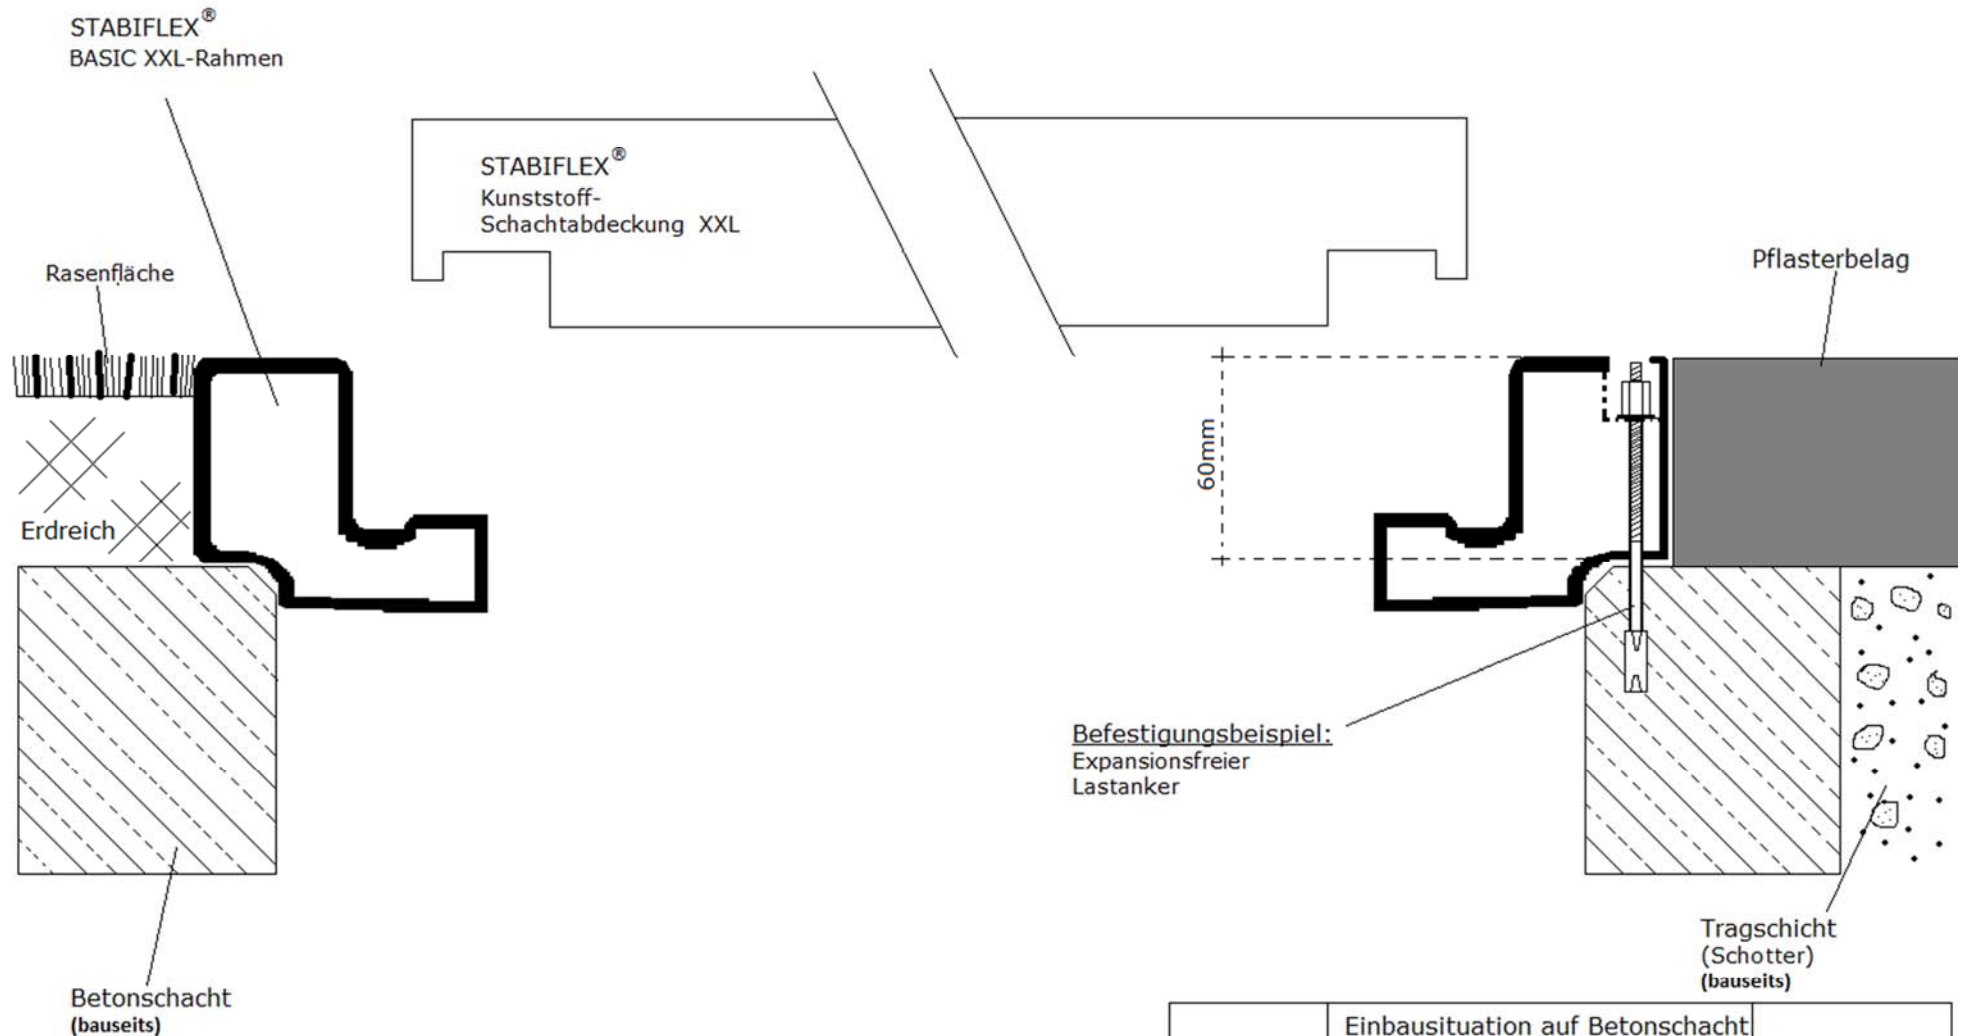 STABIFLEX®
BASIC XXL-Rahmen
STABIFLEX®
Kunststoff-
Schachtabdeckung XXL
Rasenfläche
Pflasterbelag
60mm
Erdreich
Befestigungsbeispiel:
Expansionsfreier
Lastanker
Tragschicht
(Schotter)
(bauseits)
Betonschacht
(bauseits)
Einbausituation auf Betonschacht